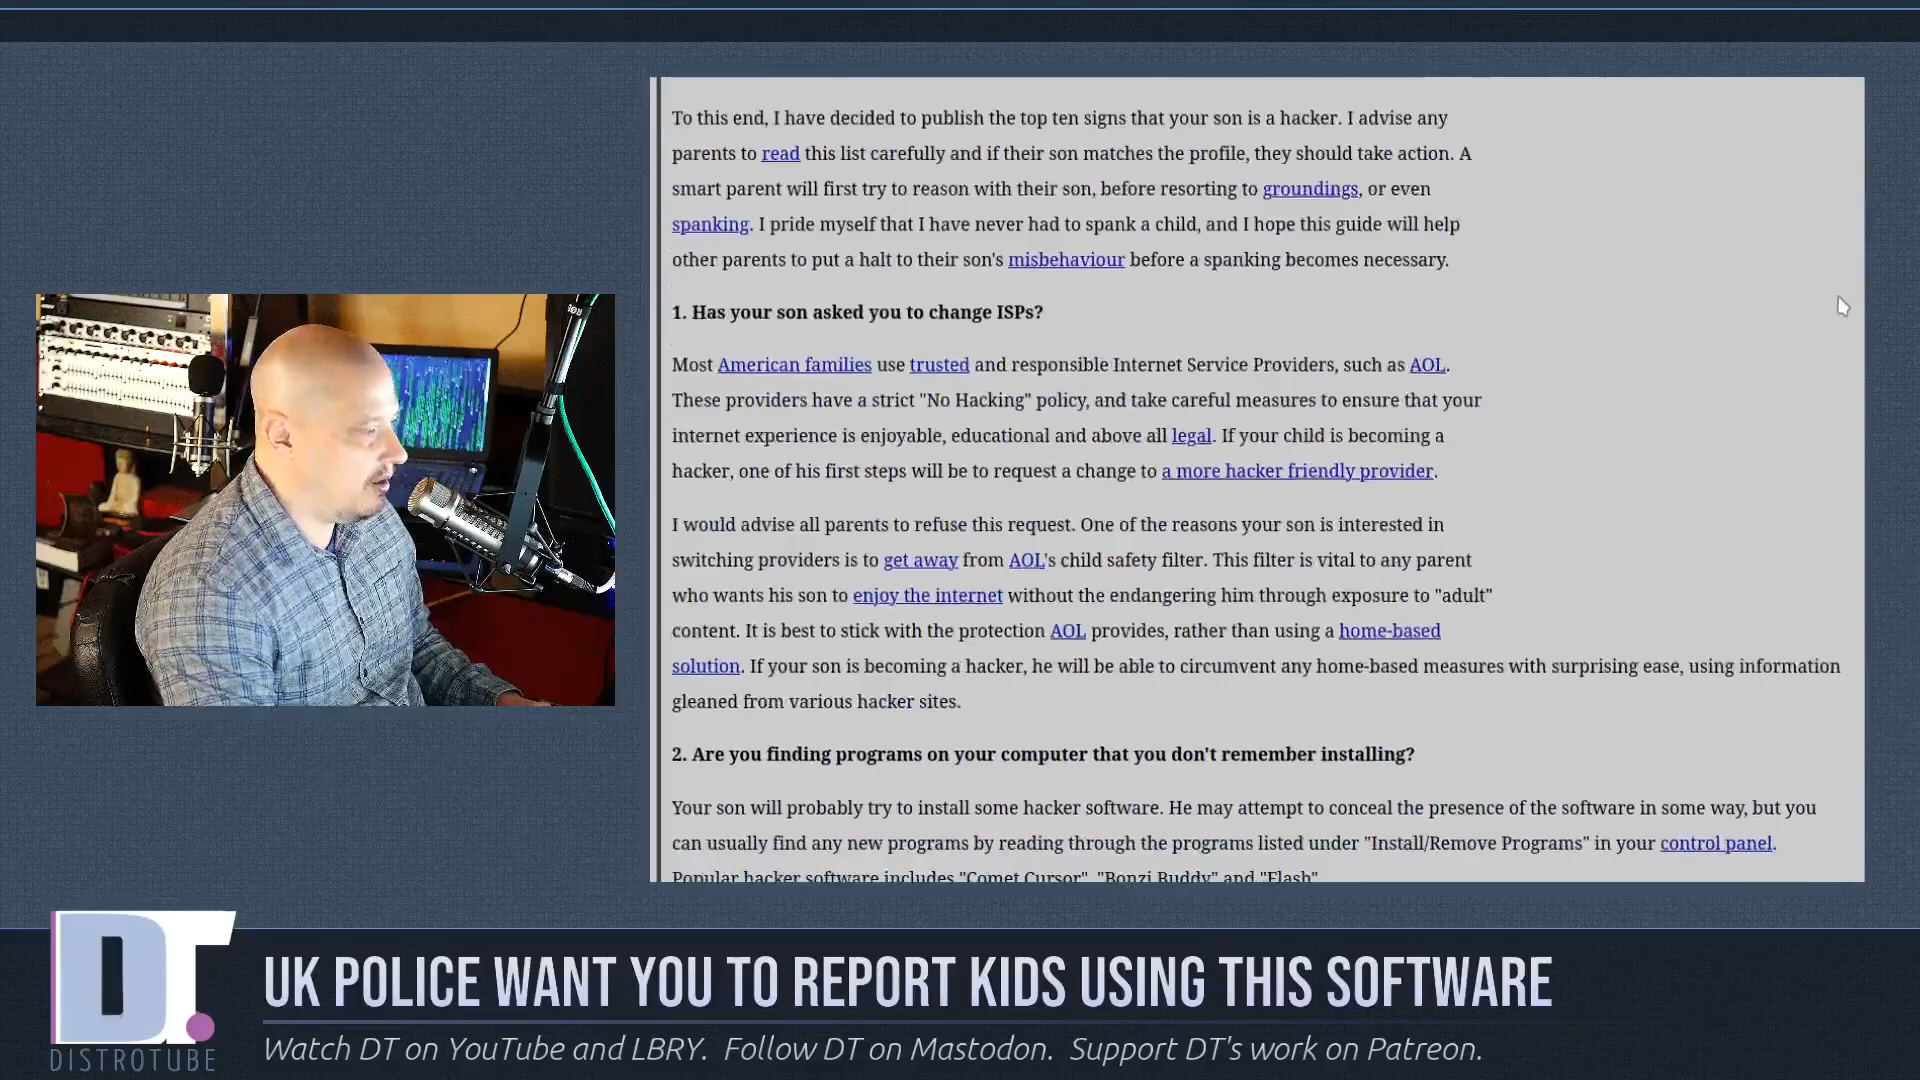 To this end, I have decided to publish the top ten signs that your son is a hacker. I advise any
parents to read this list carefully and if their son matches the profile, they should take action. A
smart parent will first try to reason with their son, before resorting to groundings, or even
spanking. I pride myself that I have never had to spank a child, and I hope this guide will help
other parents to put a halt to their son's misbehaviour before a spanking becomes necessary.
1. Has your son asked you to change ISPs?
Most American families use trusted and responsible Internet Service Providers, such as AOL.
These providers have a strict "No Hacking" policy, and take careful measures to ensure that your
internet experience is enjoyable, educational and above all legal. If your child is becoming a
hacker, one of his first steps will be to request a change to a more hacker friendly provider.
I would advise all parents to refuse this request. One of the reasons your son is interested in
switching providers is to get away from AOL's child safety filter. This filter is vital to any parent
who wants his son to enjoy the internet without the endangering him through exposure to "adult"
content. It is best to stick with the protection AOL provides, rather than using a home-based
solution. If your son is becoming a hacker, he will be able to circumvent any home-based measures with surprising ease, using information
gleaned from various hacker sites.
2. Are you finding programs on your computer that you don't remember installing?
Your son will probably try to install some hacker software. He may attempt to conceal the presence of the software in some way, but you
can usually find any new programs by reading through the programs listed under "Install/Remove Programs" in your control panel.
Popular hacker software includes "Comet Cursor", "Bonzi Buddy" and "Flash".
DT.
DISTROTUBE
UK POLICE WANT YOU TO REPORT KIDS USING THIS SOFTWARE
Watch DT on YouTube and LBRY. Follow DT on Mastodon. Support DT's work on Patreon.